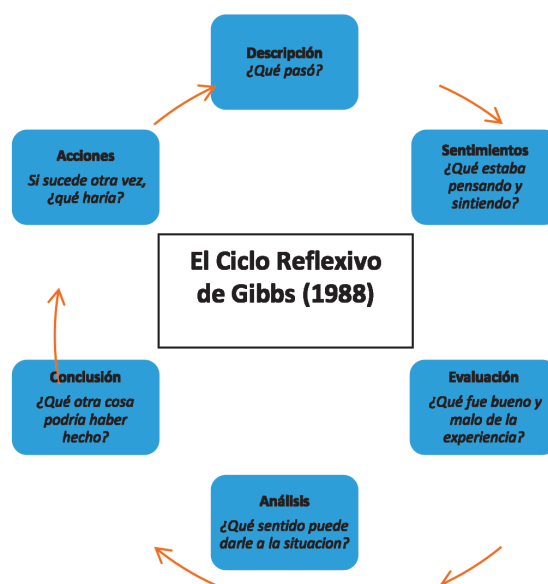 Descripción
¿Qué pasó?
Sentimientos
¿Qué estaba
pensando y
sintiendo?
Acciones
Si sucede otra vez,
¿qué haría?
El Ciclo Reflexivo
de Gibbs (1988)
Evaluación
¿Qué fue bueno y
malo de la
experiencia?
Conclusión
¿Qué otra cosa
podría haber
hecho?
Análisis
¿Qué sentido puede
darle a la situacion?